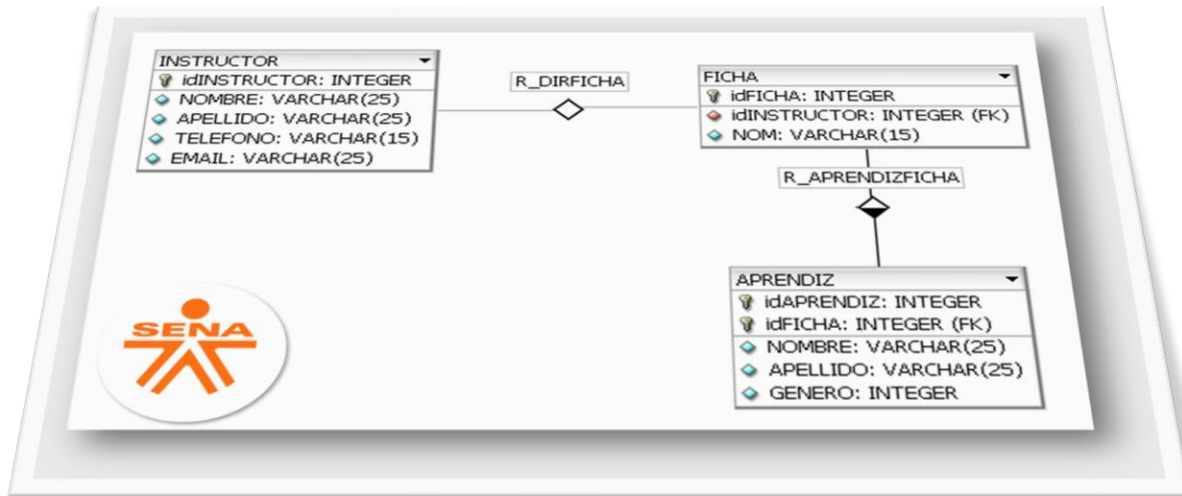 INSTRUCTOR
idINSTRUCTOR: INTEGER
NOMBRE: VARCHAR(25)
APELLIDO: VARCHAR(25)
TELEFONO: VARCHAR(15)
EMAIL: VARCHAR(25)
R_DIRFICHA
FICHA
idFICHA: INTEGER
idINSTRUCTOR: INTEGER (FK)
NOM: VARCHAR(15)
R_APRENDIZFICHA
APRENDIZ
idAPRENDIZ: INTEGER
idFICHA: INTEGER (FK)
NOMBRE: VARCHAR(25)
APELLIDO: VARCHAR(25)
GENERO: INTEGER
SENA